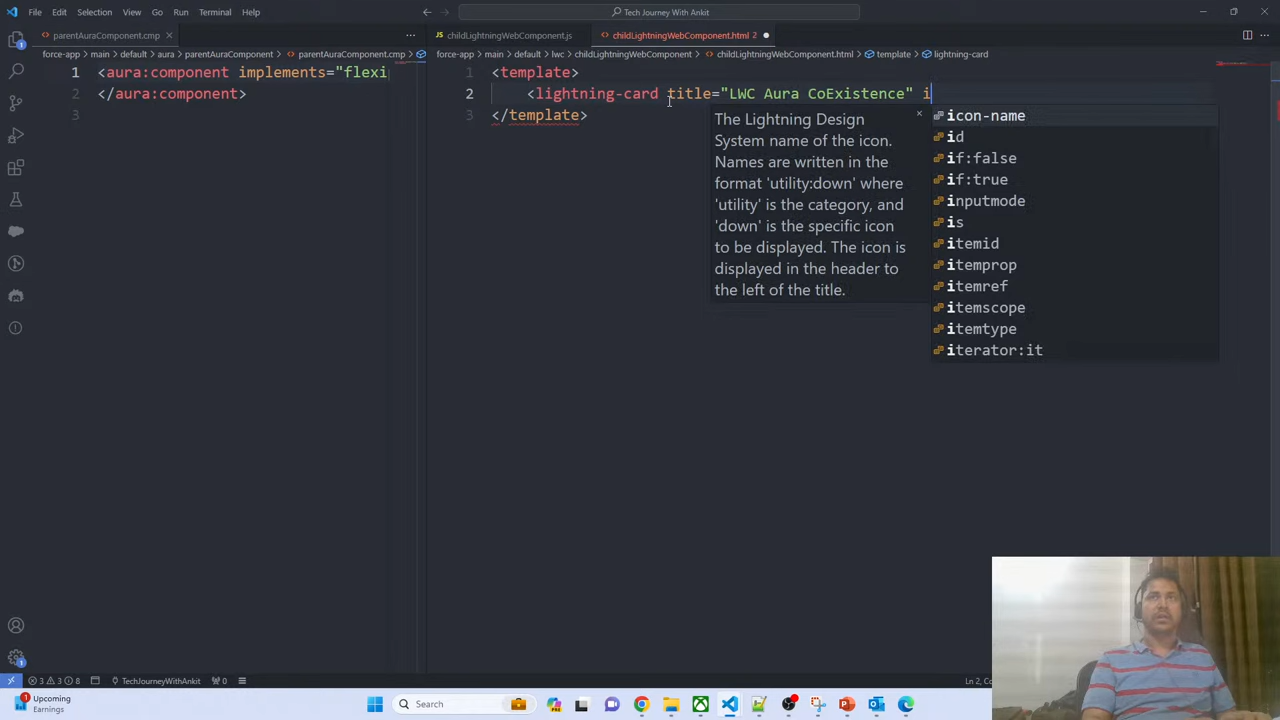 File Edit Selection View Go Run Terminal Help
Tech Journey With Ankit
parentAuraComponent.cmp
childLightningWebComponent.js
childLightningWebComponent.html 2
force-app > main > default > aura > parentAuraComponent > parentAuraComponent.cmp >
force-app > main > default > lwc > childLightningWebComponent > childLightningWebComponent.html > template > lightning-card
1 <aura:component implements="flexi
2 </aura:component>
3
1 <template>
2 <lightning-card title="LWC Aura CoExistence" i
3 </template>
The Lightning Design
System name of the icon.
Names are written in the
format 'utility:down' where
'utility' is the category, and
'down' is the specific icon
to be displayed. The icon is
displayed in the header to
the left of the title.
icon-name
id
if:false
if:true
inputmode
is
itemid
itemprop
itemref
itemscope
itemtype
iterator:it
3 3 8 TechJourneyWithAnkit 0
Ln 2, Co
Upcoming
Earnings
Search